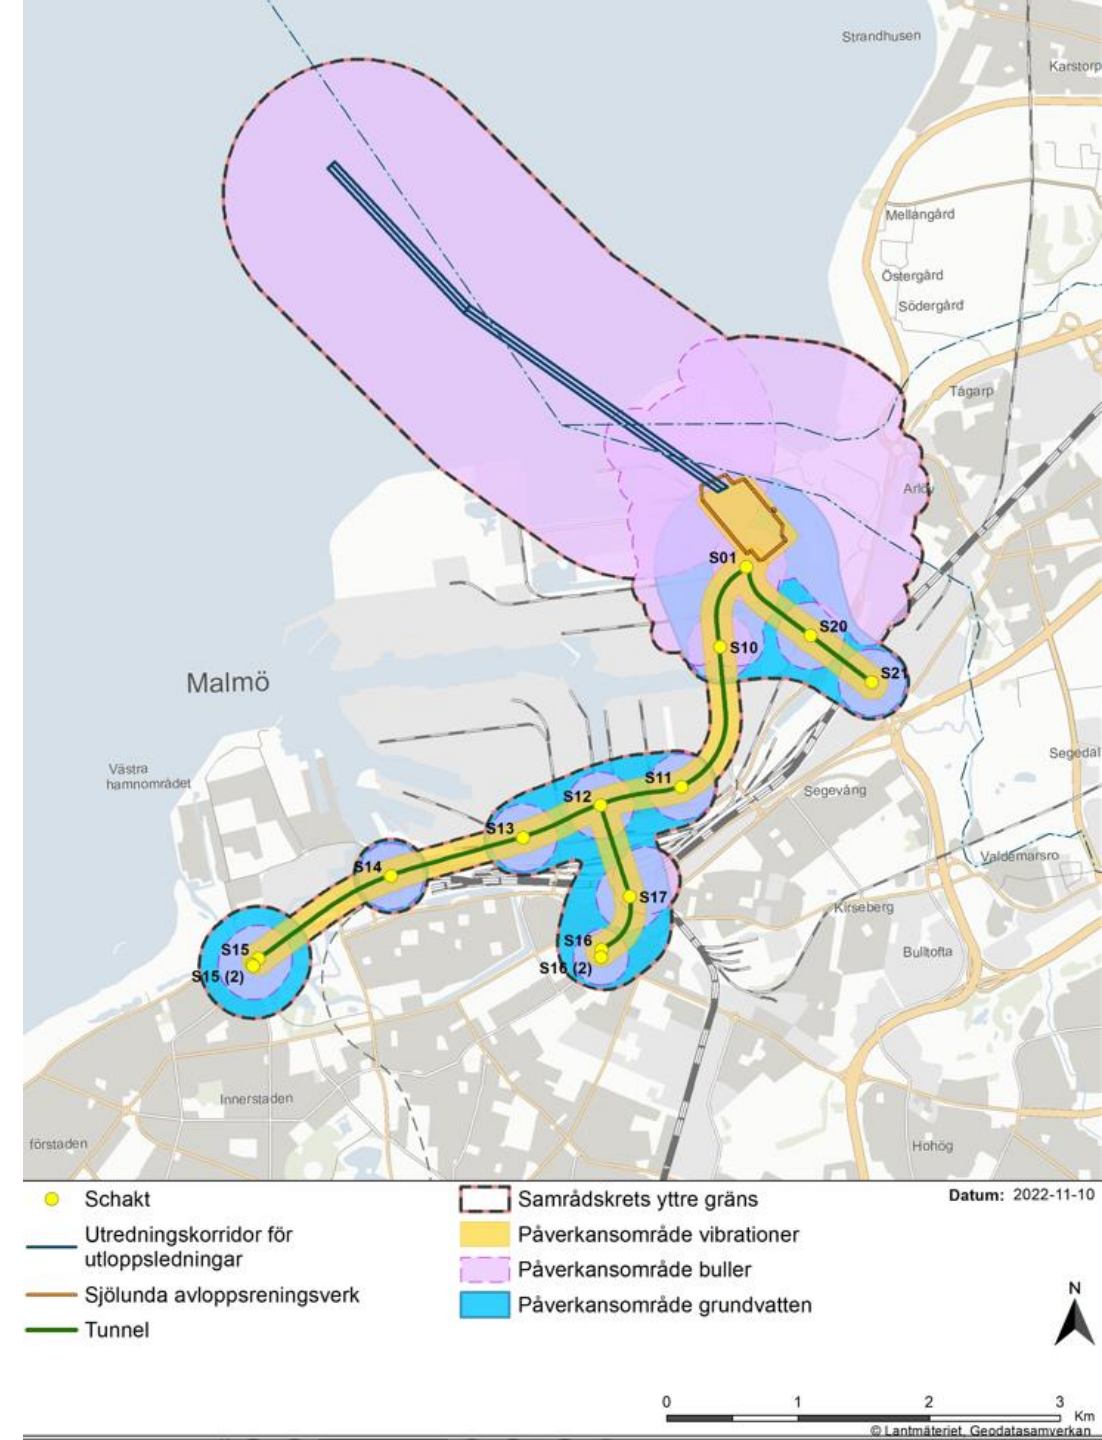 Strandhusen
Karstorp
Mellangård
Östergård
Södergård
Tågarp
Arlöv
S01
S20
S10
S21
Malmö
Segedal
Västra
hamnområdet
S11
Segevång
S12
S13
Valdemarsro
S14
S17
Kirseberg
S16
S15
Bulltofta
S16 (2)
S15 (2)
Innerstaden
förstaden
Hohög
Schakt
Utredningskorridor för
utloppsledningar
Sjölunda avloppsreningsverk
Tunnel
Samrådskrets yttre gräns
Påverkansområde vibrationer
Påverkansområde buller
Påverkansområde grundvatten
Datum: 2022-11-10
N
0 1 2 3
Km
© Lantmäteriet, Geodatasamverkan